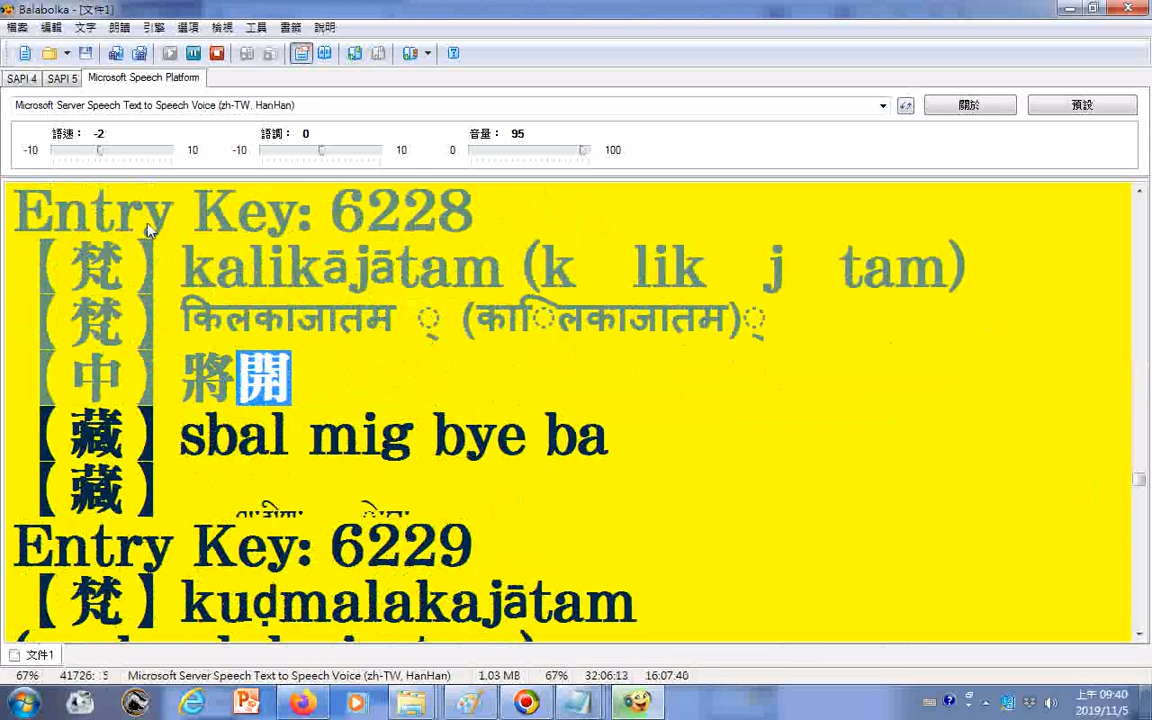 Balabolka - [文件1]
檔案 編輯 文字 朗讀 引擎 選項 檢視 工具 書籤 說明
SAPI 4 SAPI 5 Microsoft Speech Platform
Microsoft Server Speech Text to Speech Voice (zh-TW, HanHan) 關於 預設
語速： -2 語調： 0 音量： 95
-10 10 -10 10 0 100
Entry Key: 6228
【梵】 kalikājātam (k lik j tam)
【梵】 किलकाजातम ् (कािलकाजातम)्
【中】 將開
【藏】 sbal mig bye ba
【藏】
Entry Key: 6229
【梵】 kuḍmalakajātam
文件1
67% 41726: 5 Microsoft Server Speech Text to Speech Voice (zh-TW, HanHan) 1,03 MB 67% 32:06:13 16:07:40
上午 09:40
2019/11/5